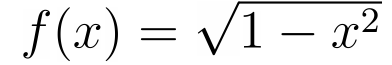 f(x) = √1 − x²